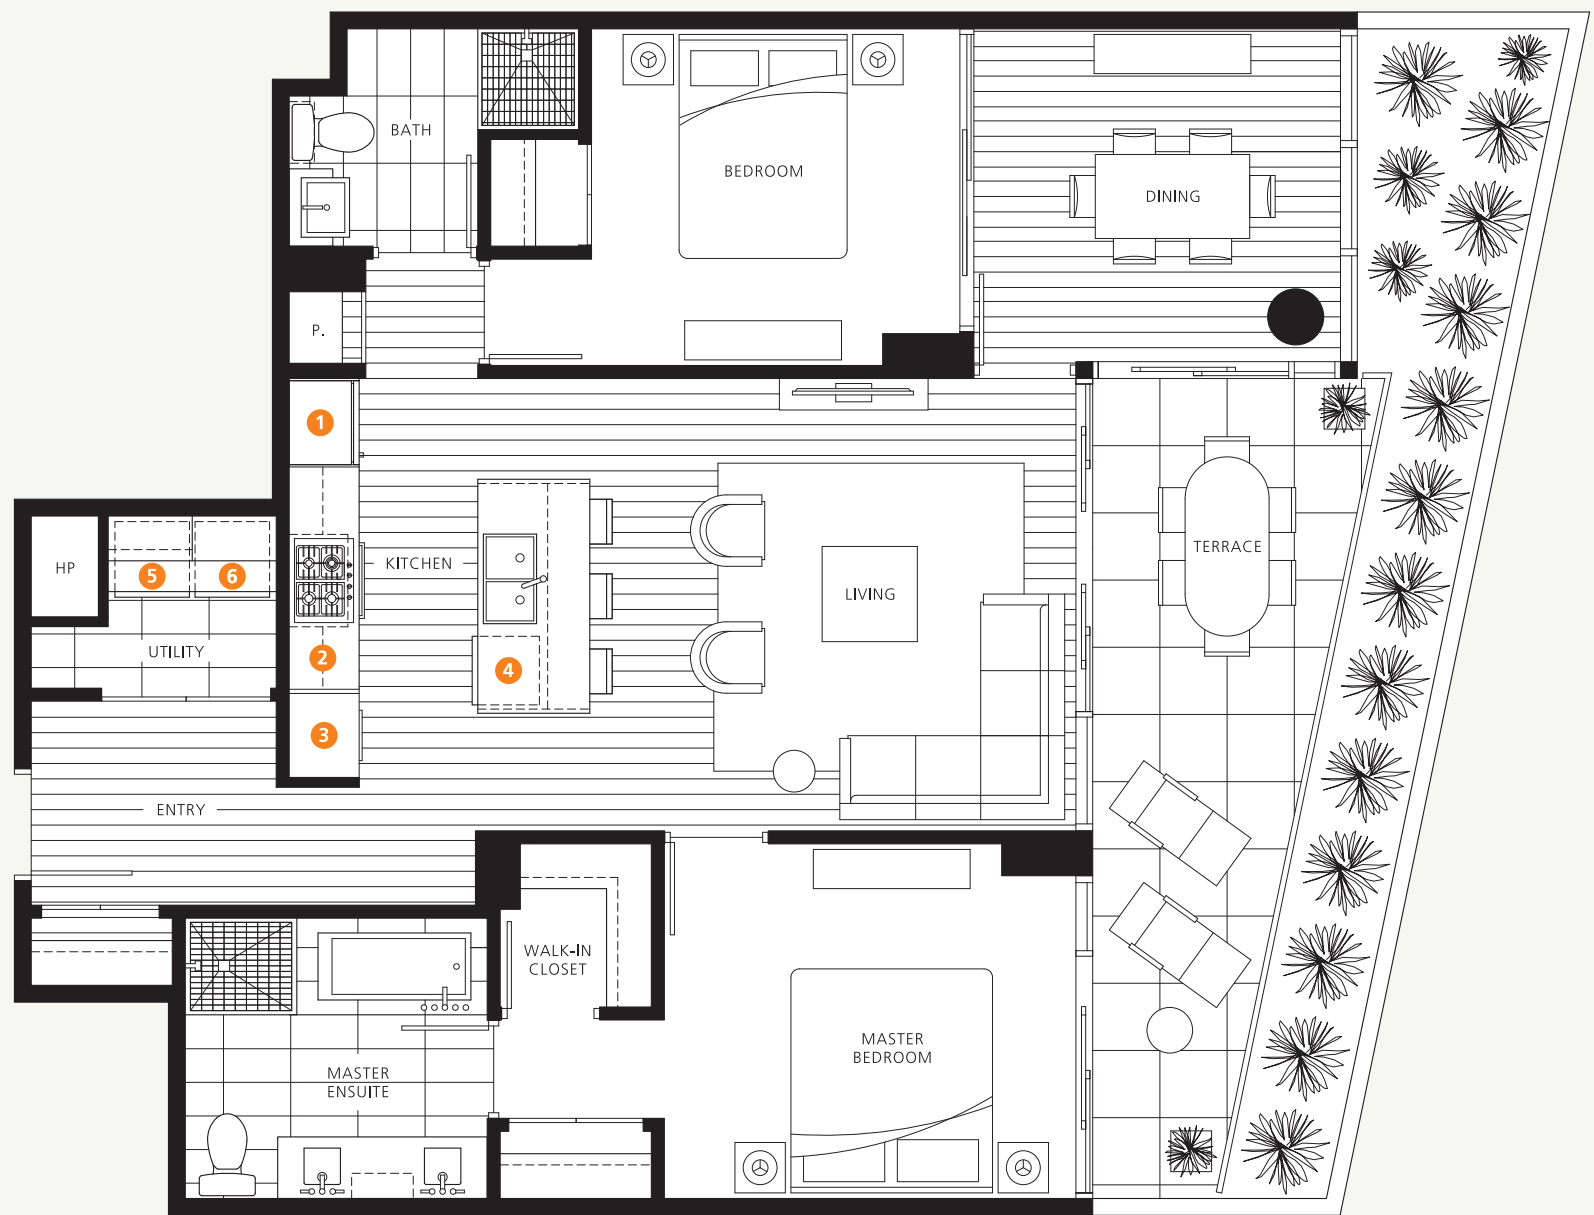 BATH
BEDROOM
DINING
P.
1
KITCHEN
HP
5
6
TERRACE
LIVING
UTILITY
2
4
3
ENTRY
WALK-IN
CLOSET
MASTER
BEDROOM
MASTER
ENSUITE